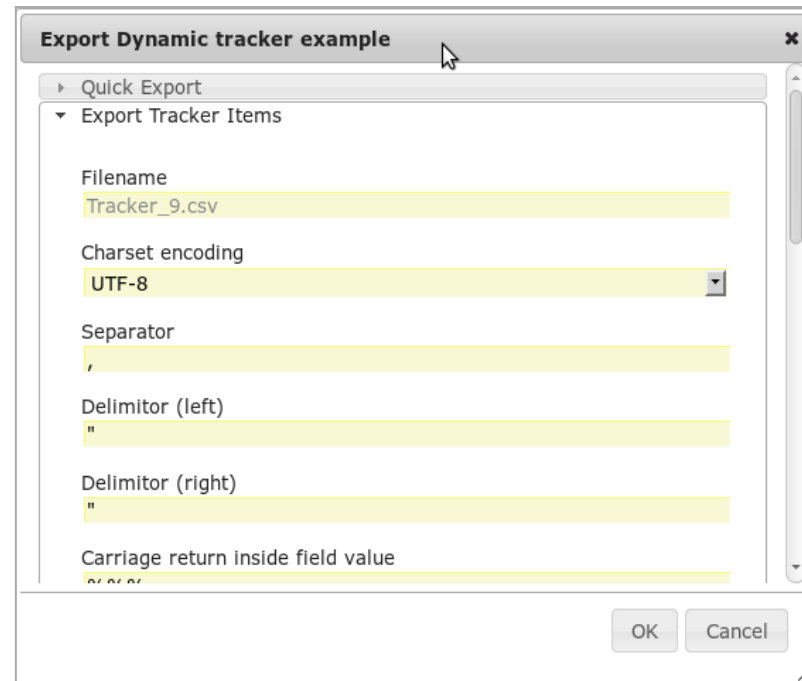 Export Dynamic tracker example
Quick Export
Export Tracker Items
Filename
Tracker_9.csv
Charset encoding
UTF-8
Separator
,
Delimitor (left)
"
Delimitor (right)
"
Carriage return inside field value
%%%
OK Cancel